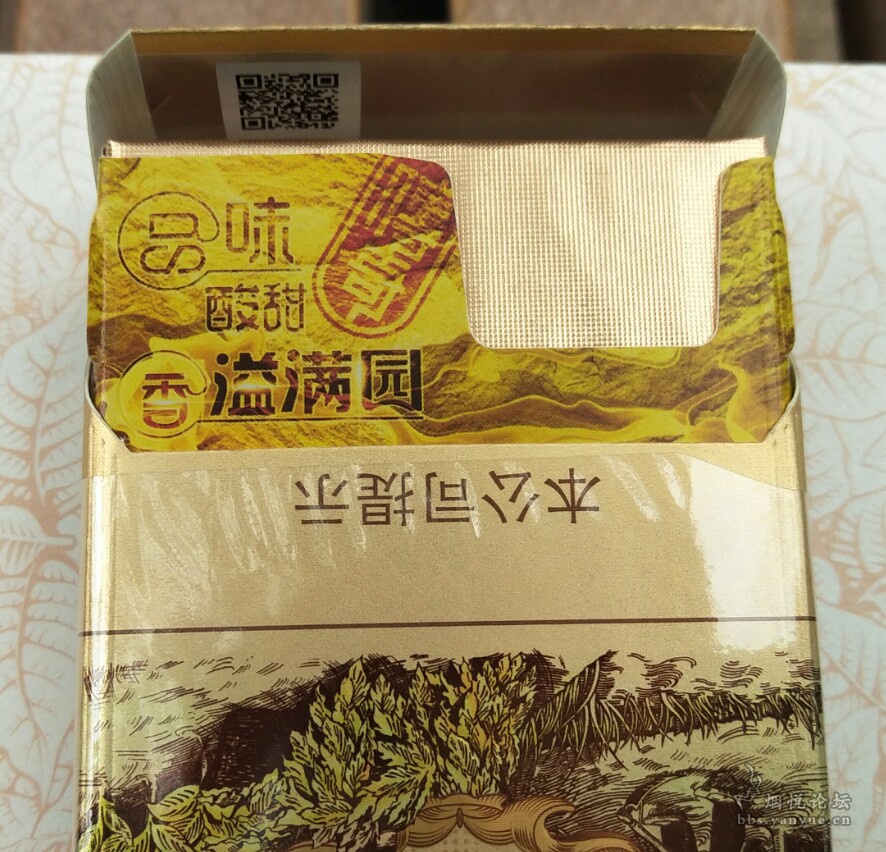 品味
酸甜
香溢满园
本公司提示
烟悦论坛
bbs.yanyue.cn